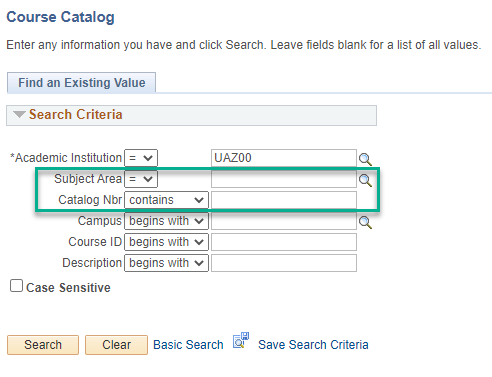 Course Catalog
Enter any information you have and click Search. Leave fields blank for a list of all values.
Find an Existing Value
Search Criteria
*Academic Institution = UAZ00
Subject Area =
Catalog Nbr contains
Campus begins with
Course ID begins with
Description begins with
Case Sensitive
Search Clear Basic Search Save Search Criteria